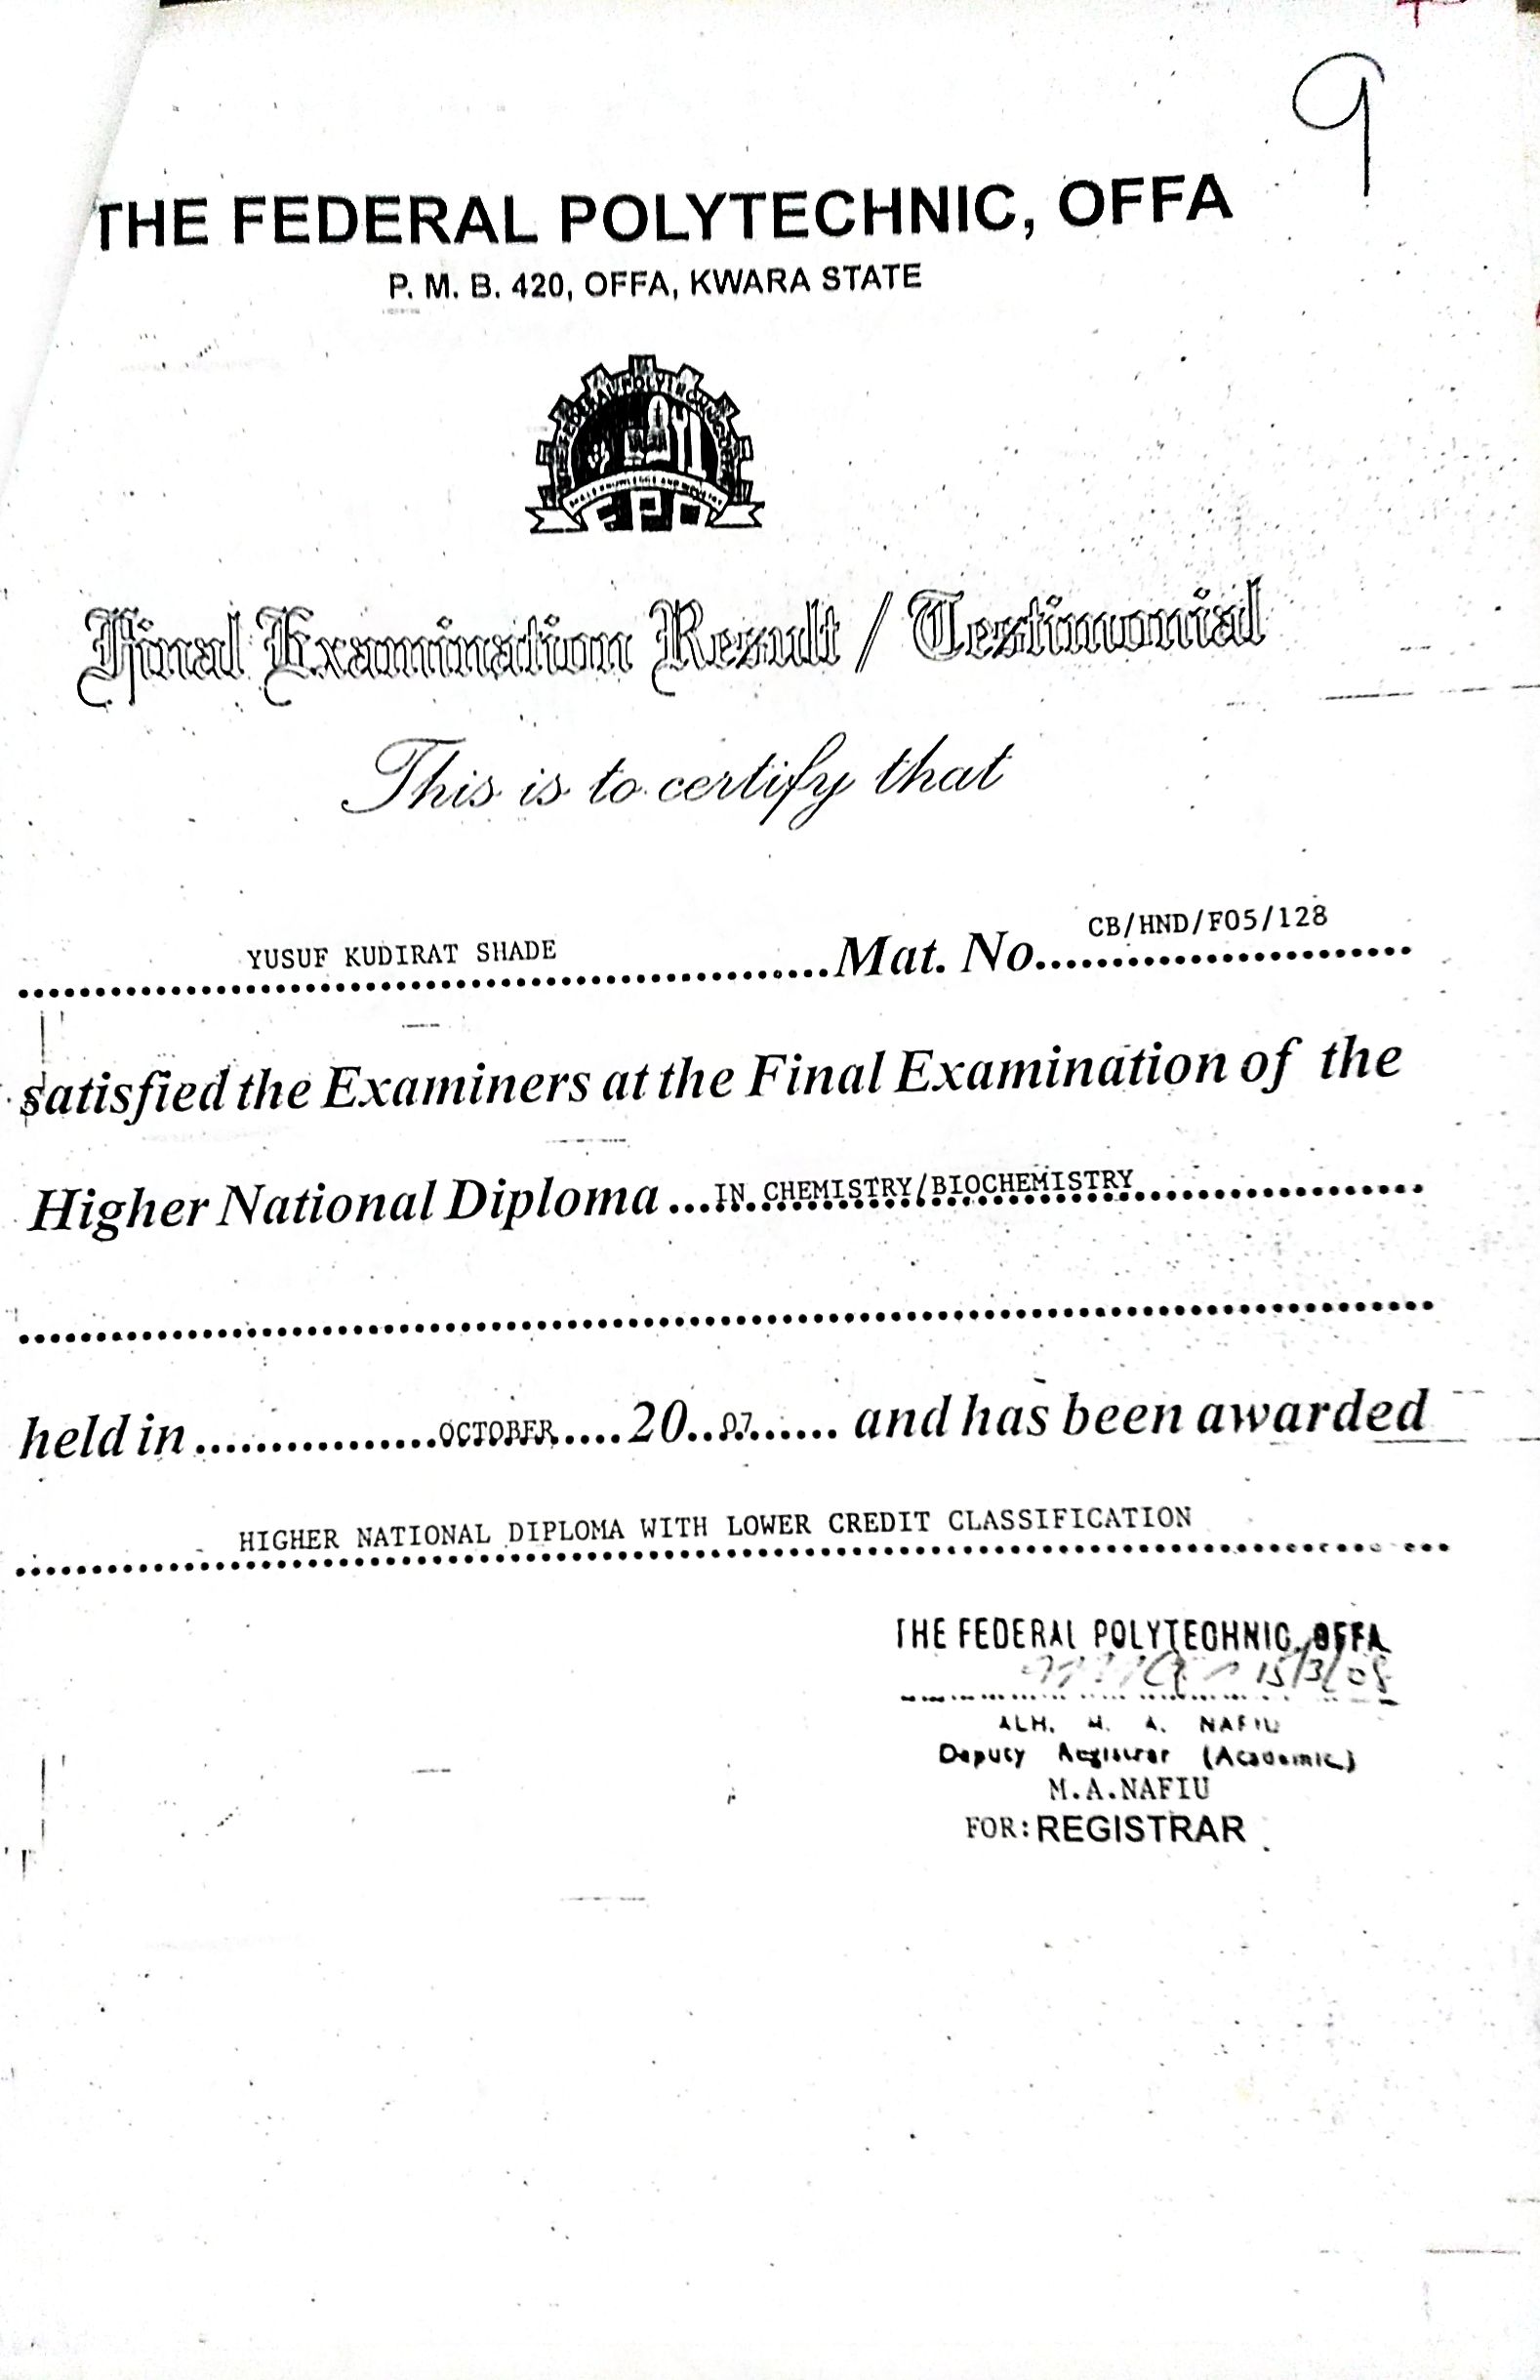 9
THE FEDERAL POLYTECHNIC, OFFA
P. M. B. 420, OFFA, KWARA STATE
Final Examination Result / Testimonial
This is to certify that
YUSUF KUDIRAT SHADE Mat. No. CB/HND/F05/128
satisfied the Examiners at the Final Examination of the
Higher National Diploma IN CHEMISTRY/BIOCHEMISTRY
held in OCTOBER 20 07 and has been awarded
HIGHER NATIONAL DIPLOMA WITH LOWER CREDIT CLASSIFICATION
THE FEDERAL POLYTECHNIC, OFFA
15/3/08
ALH. M. A. NAFIU
Deputy Registrar (Academic)
M.A.NAFIU
FOR: REGISTRAR